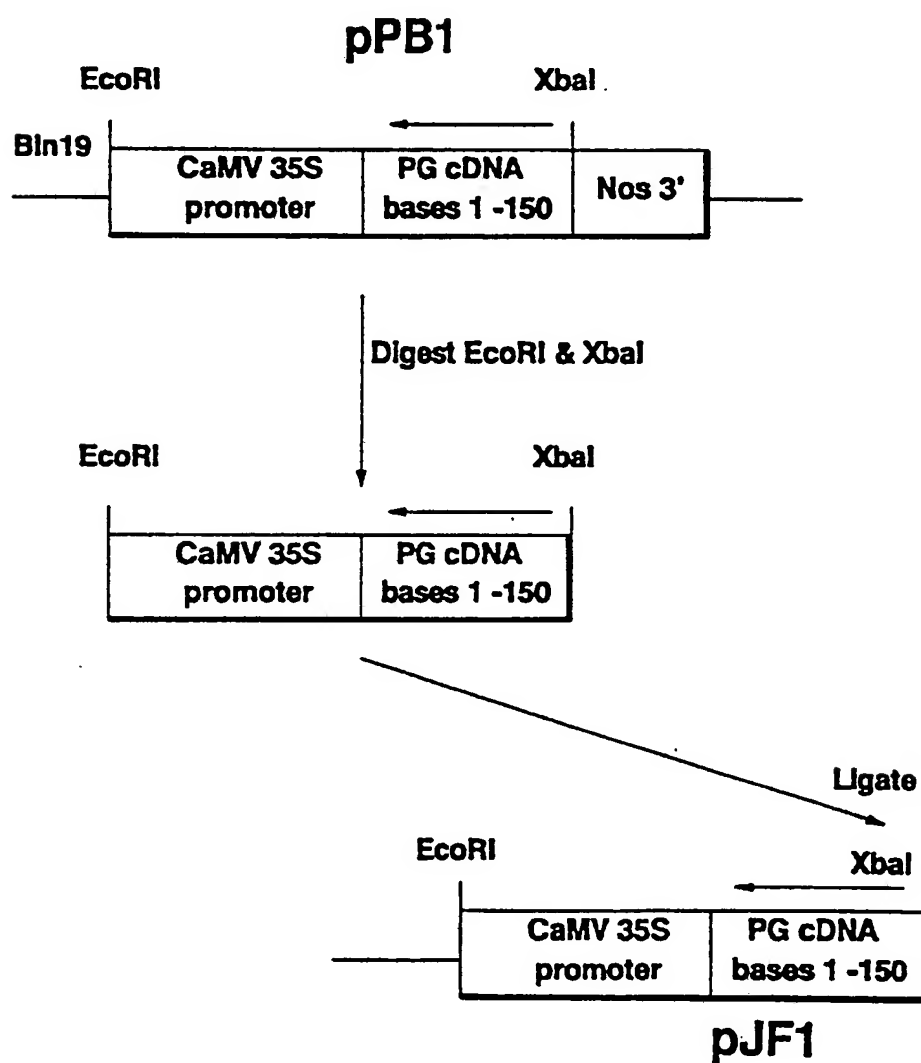 pPB1
EcoRI XbaI
Bin19
CaMV 35S promoter PG cDNA bases 1 -150 Nos 3'
Digest EcoRI & XbaI
EcoRI XbaI
CaMV 35S promoter PG cDNA bases 1 -150
Ligate
EcoRI XbaI
CaMV 35S promoter PG cDNA bases 1 -150
pJF1